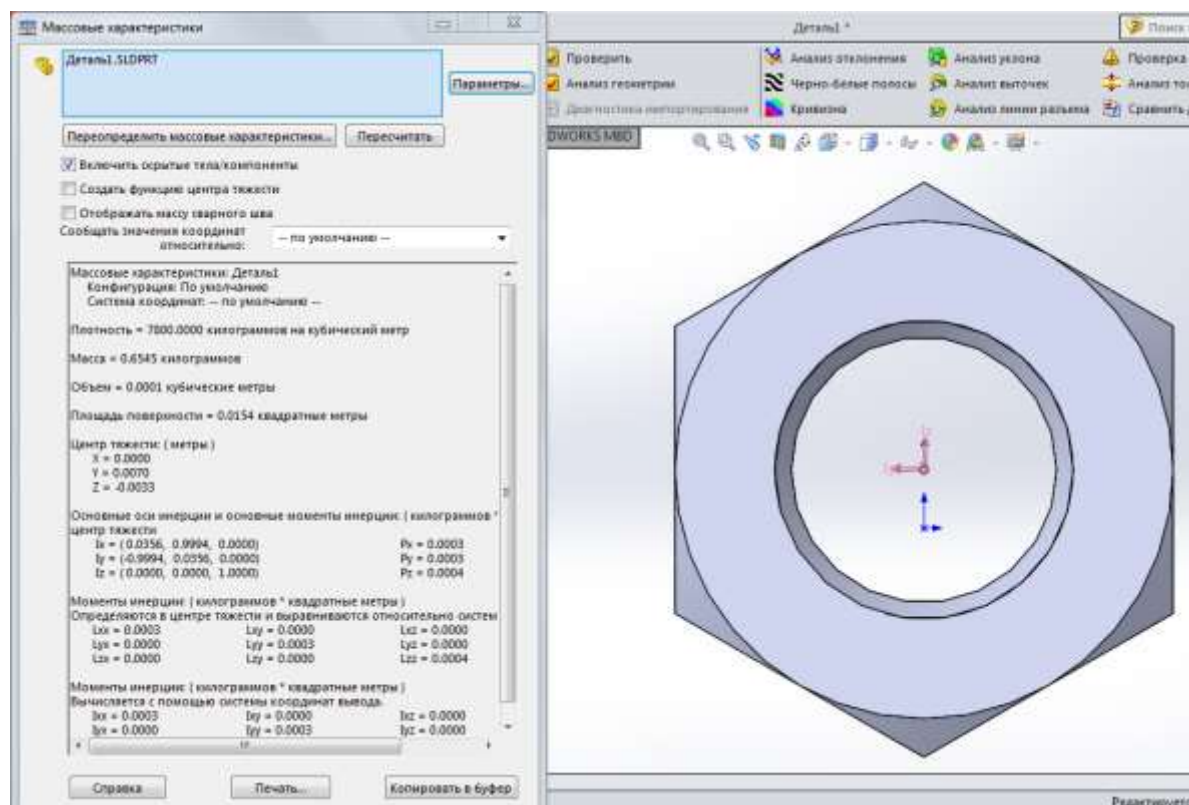 Массовые характеристики
Деталь1.SLDPRT
Параметры...
Переопределить массовые характеристики...
Пересчитать
Включить скрытые тела/компоненты
Создать функцию центра тяжести
Отображать массу сварного шва
Сообщать значения координат относительно:
-- по умолчанию --
Массовые характеристики: Деталь1
Конфигурация: По умолчанию
Система координат: -- по умолчанию --
Плотность = 7800.0000 килограммов на кубический метр
Масса = 0.6545 килограммов
Объем = 0.0001 кубические метры
Площадь поверхности = 0.0154 квадратные метры
Центр тяжести: ( метры )
X = 0.0000
Y = 0.0070
Z = -0.0033
Основные оси инерции и основные моменты инерции: ( килограммов *
центр тяжести
Ix = ( 0.0356, 0.9994, 0.0000) Px = 0.0003
Iy = (-0.9994, 0.0356, 0.0000) Py = 0.0003
Iz = ( 0.0000, 0.0000, 1.0000) Pz = 0.0004
Моменты инерции: ( килограммов * квадратные метры )
Определяются в центре тяжести и выравниваются относительно систем
Lxx = 0.0003 Lxy = 0.0000 Lxz = 0.0000
Lyx = 0.0000 Lyy = 0.0003 Lyz = 0.0000
Lzx = 0.0000 Lzy = 0.0000 Lzz = 0.0004
Моменты инерции: ( килограммов * квадратные метры )
Вычисляется с помощью системы координат вывода.
Ixx = 0.0003 Ixy = 0.0000 Ixz = 0.0000
Iyx = 0.0000 Iyy = 0.0003 Iyz = 0.0000
Справка
Печать...
Копировать в буфер
Деталь1 *
Поиск
Проверить
Анализ отклонения
Анализ уклона
Проверка
Анализ геометрии
Черно-белые полосы
Анализ выточек
Анализ
Диагностика импортирования
Кривизна
Анализ линии разъема
Сравнить
DWORKS MBD